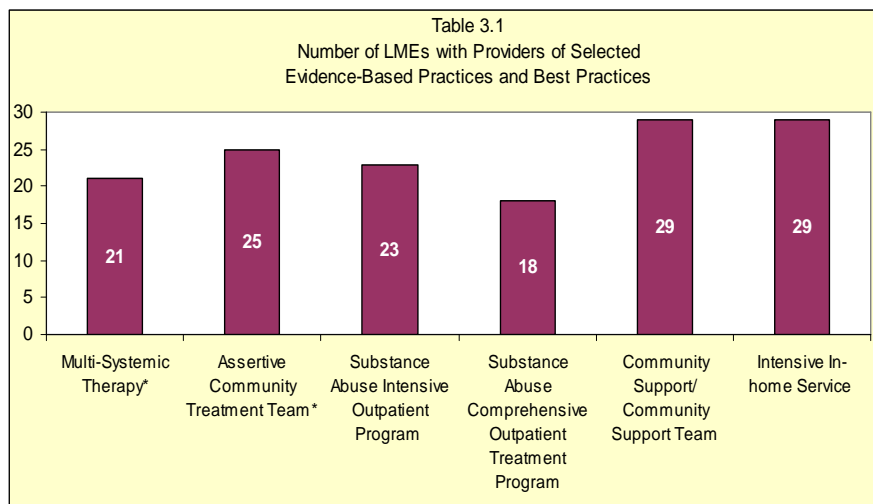 Table 3.1
Number of LMEs with Providers of Selected
Evidence-Based Practices and Best Practices
30
25
20
15
10
5
0
21
25
23
18
29
29
Multi-Systemic
Therapy*
Assertive
Community
Treatment Team*
Substance
Abuse Intensive
Outpatient
Program
Substance
Abuse
Comprehensive
Outpatient
Treatment
Program
Community
Support/
Community
Support Team
Intensive In-
home Service